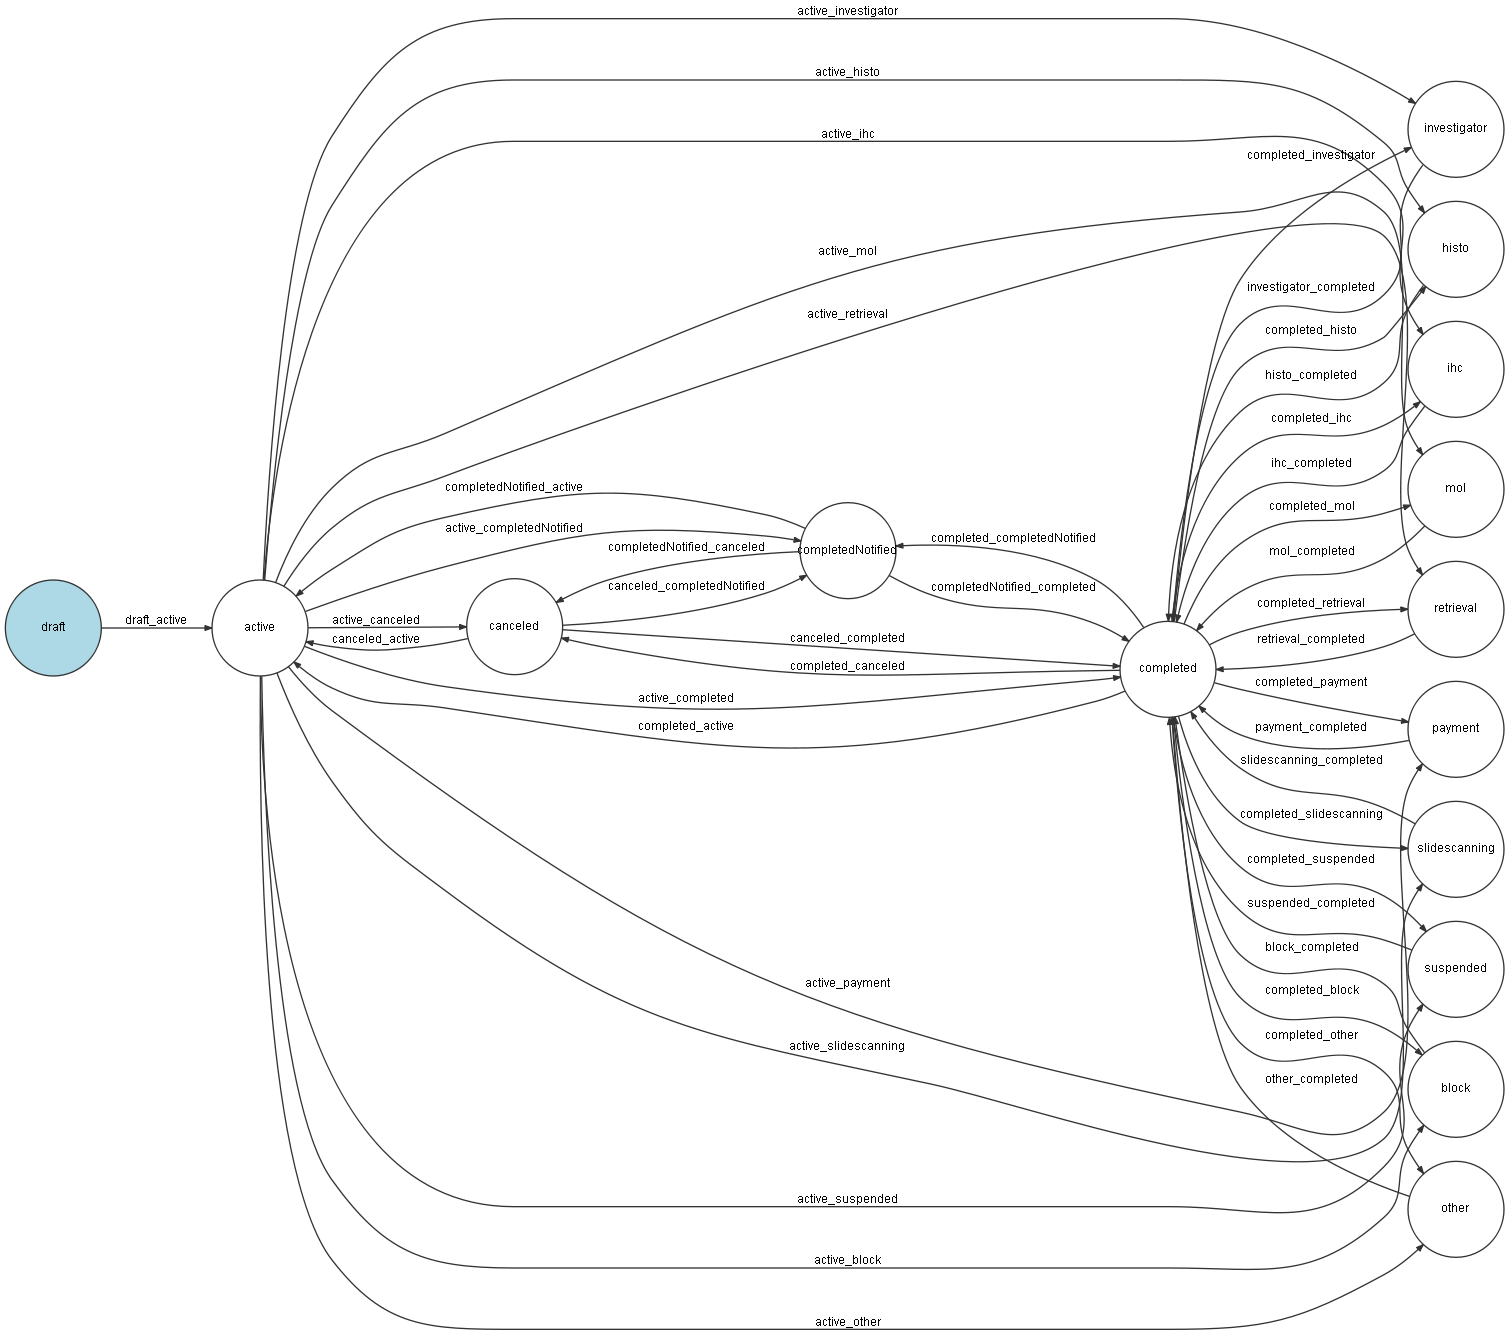 active_investigator
active_histo
investigator
active_ihc
completed_investigator
histo
active_mol
investigator_completed
active_retrieval
completed_histo
ihc
histo_completed
completed_ihc
ihc_completed
completedNotified_active
mol
completed_mol
active_completedNotified
completed_completedNotified
completedNotified_canceled
completedNotified
mol_completed
canceled_completedNotified
completedNotified_completed
completed_retrieval
retrieval
draft
draft_active
active
active_canceled
canceled
canceled_active
canceled_completed
retrieval_completed
completed_canceled
completed
completed_payment
active_completed
completed_active
payment_completed
payment
slidescanning_completed
completed_slidescanning
slidescanning
completed_suspended
suspended_completed
block_completed
suspended
active_payment
completed_block
completed_other
active_slidescanning
other_completed
block
active_suspended
other
active_block
active_other